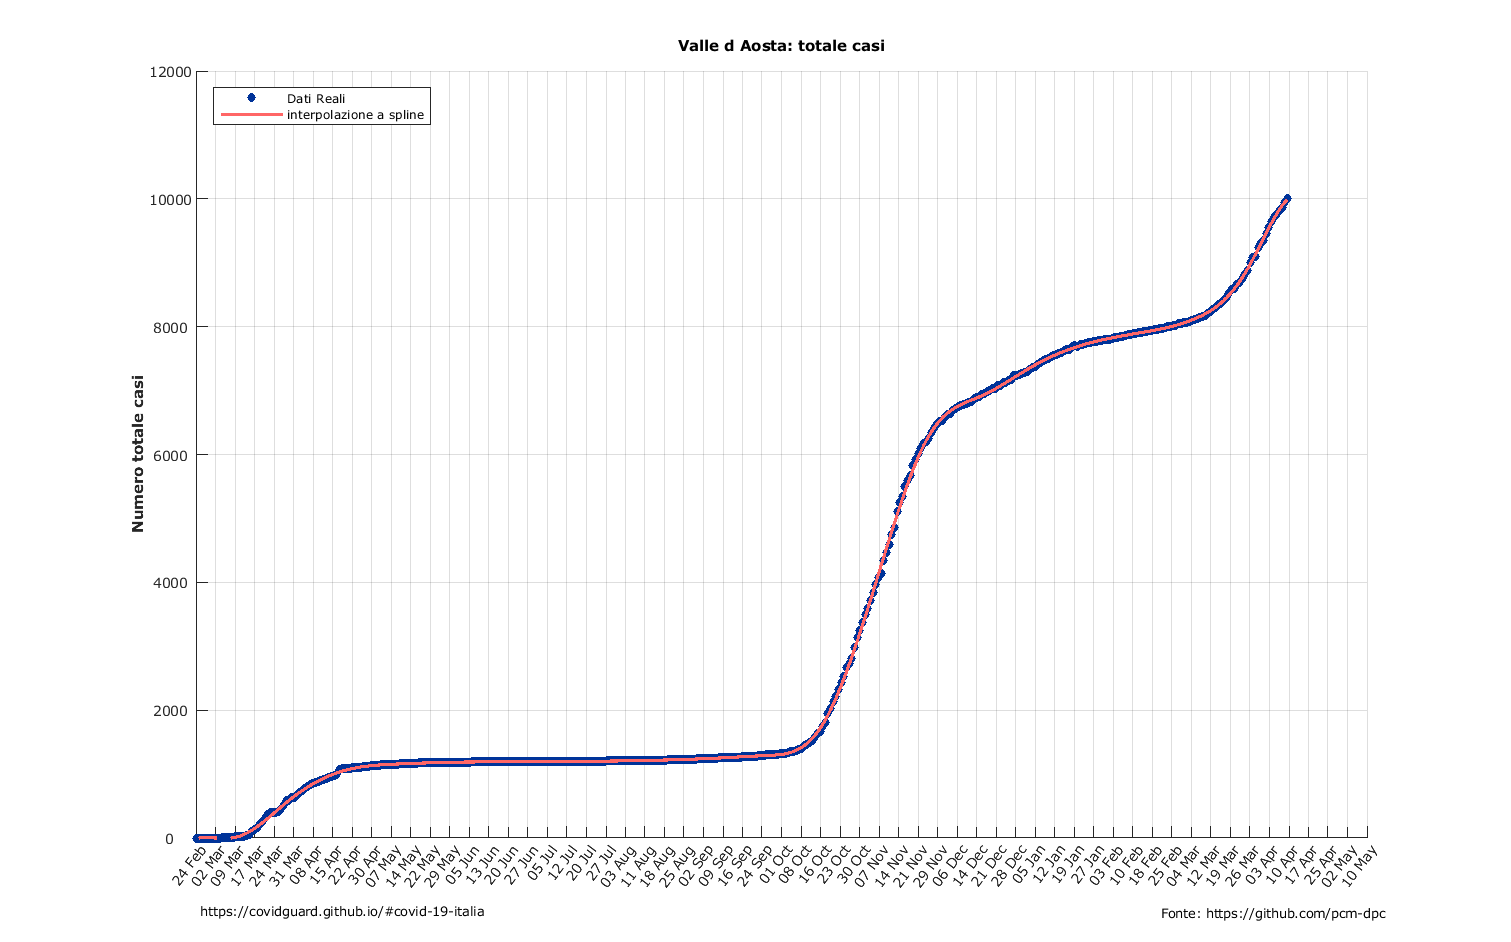 Valle d Aosta: totale casi
12000
10000
8000
6000
4000
2000
0
Numero totale casi
Dati Reali
interpolazione a spline
24 Feb
02 Mar
09 Mar
17 Mar
24 Mar
31 Mar
08 Apr
15 Apr
22 Apr
30 Apr
07 May
14 May
22 May
29 May
05 Jun
13 Jun
20 Jun
27 Jun
05 Jul
12 Jul
20 Jul
27 Jul
03 Aug
11 Aug
18 Aug
25 Aug
02 Sep
09 Sep
16 Sep
24 Sep
01 Oct
08 Oct
16 Oct
23 Oct
30 Oct
07 Nov
14 Nov
21 Nov
29 Nov
06 Dec
14 Dec
21 Dec
28 Dec
05 Jan
12 Jan
19 Jan
27 Jan
03 Feb
10 Feb
18 Feb
25 Feb
04 Mar
12 Mar
19 Mar
26 Mar
03 Apr
10 Apr
17 Apr
25 Apr
02 May
10 May
https://covidguard.github.io/#covid-19-italia
Fonte: https://github.com/pcm-dpc